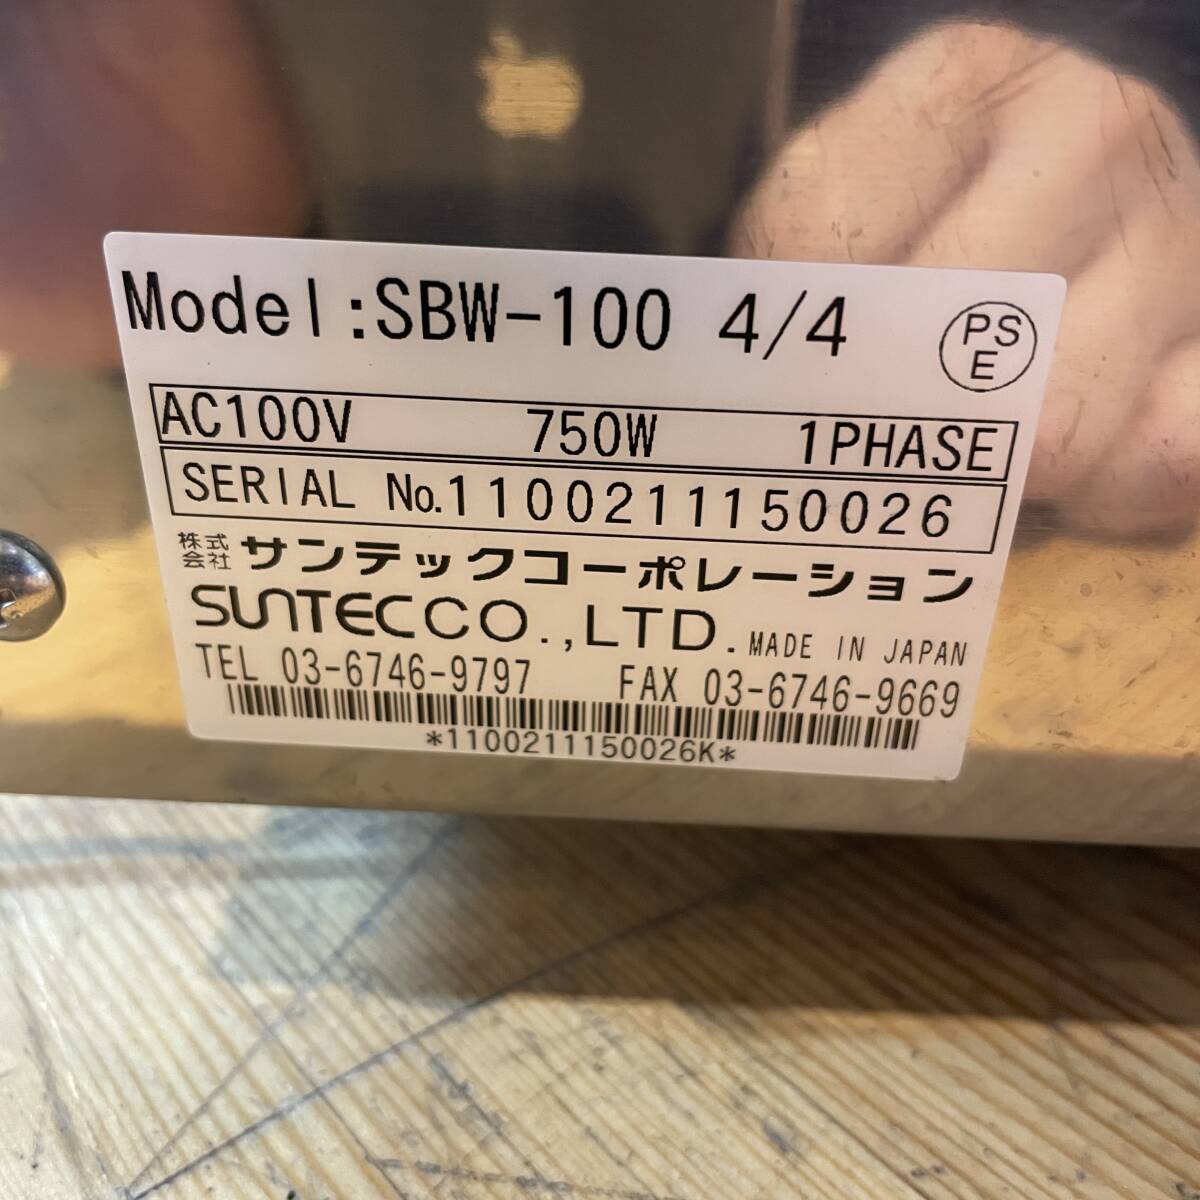 Model:SBW-100 4/4
PS
E
AC100V 750W 1PHASE
SERIAL No.1100211150026
株式会社 サンテックコーポレーション
SUNTECCO.,LTD. MADE IN JAPAN
TEL 03-6746-9797 FAX 03-6746-9669
*1100211150026K*